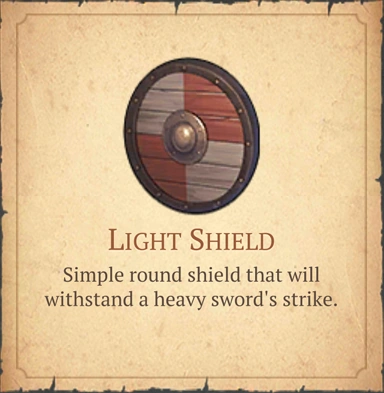 Light Shield
Simple round shield that will
withstand a heavy sword's strike.